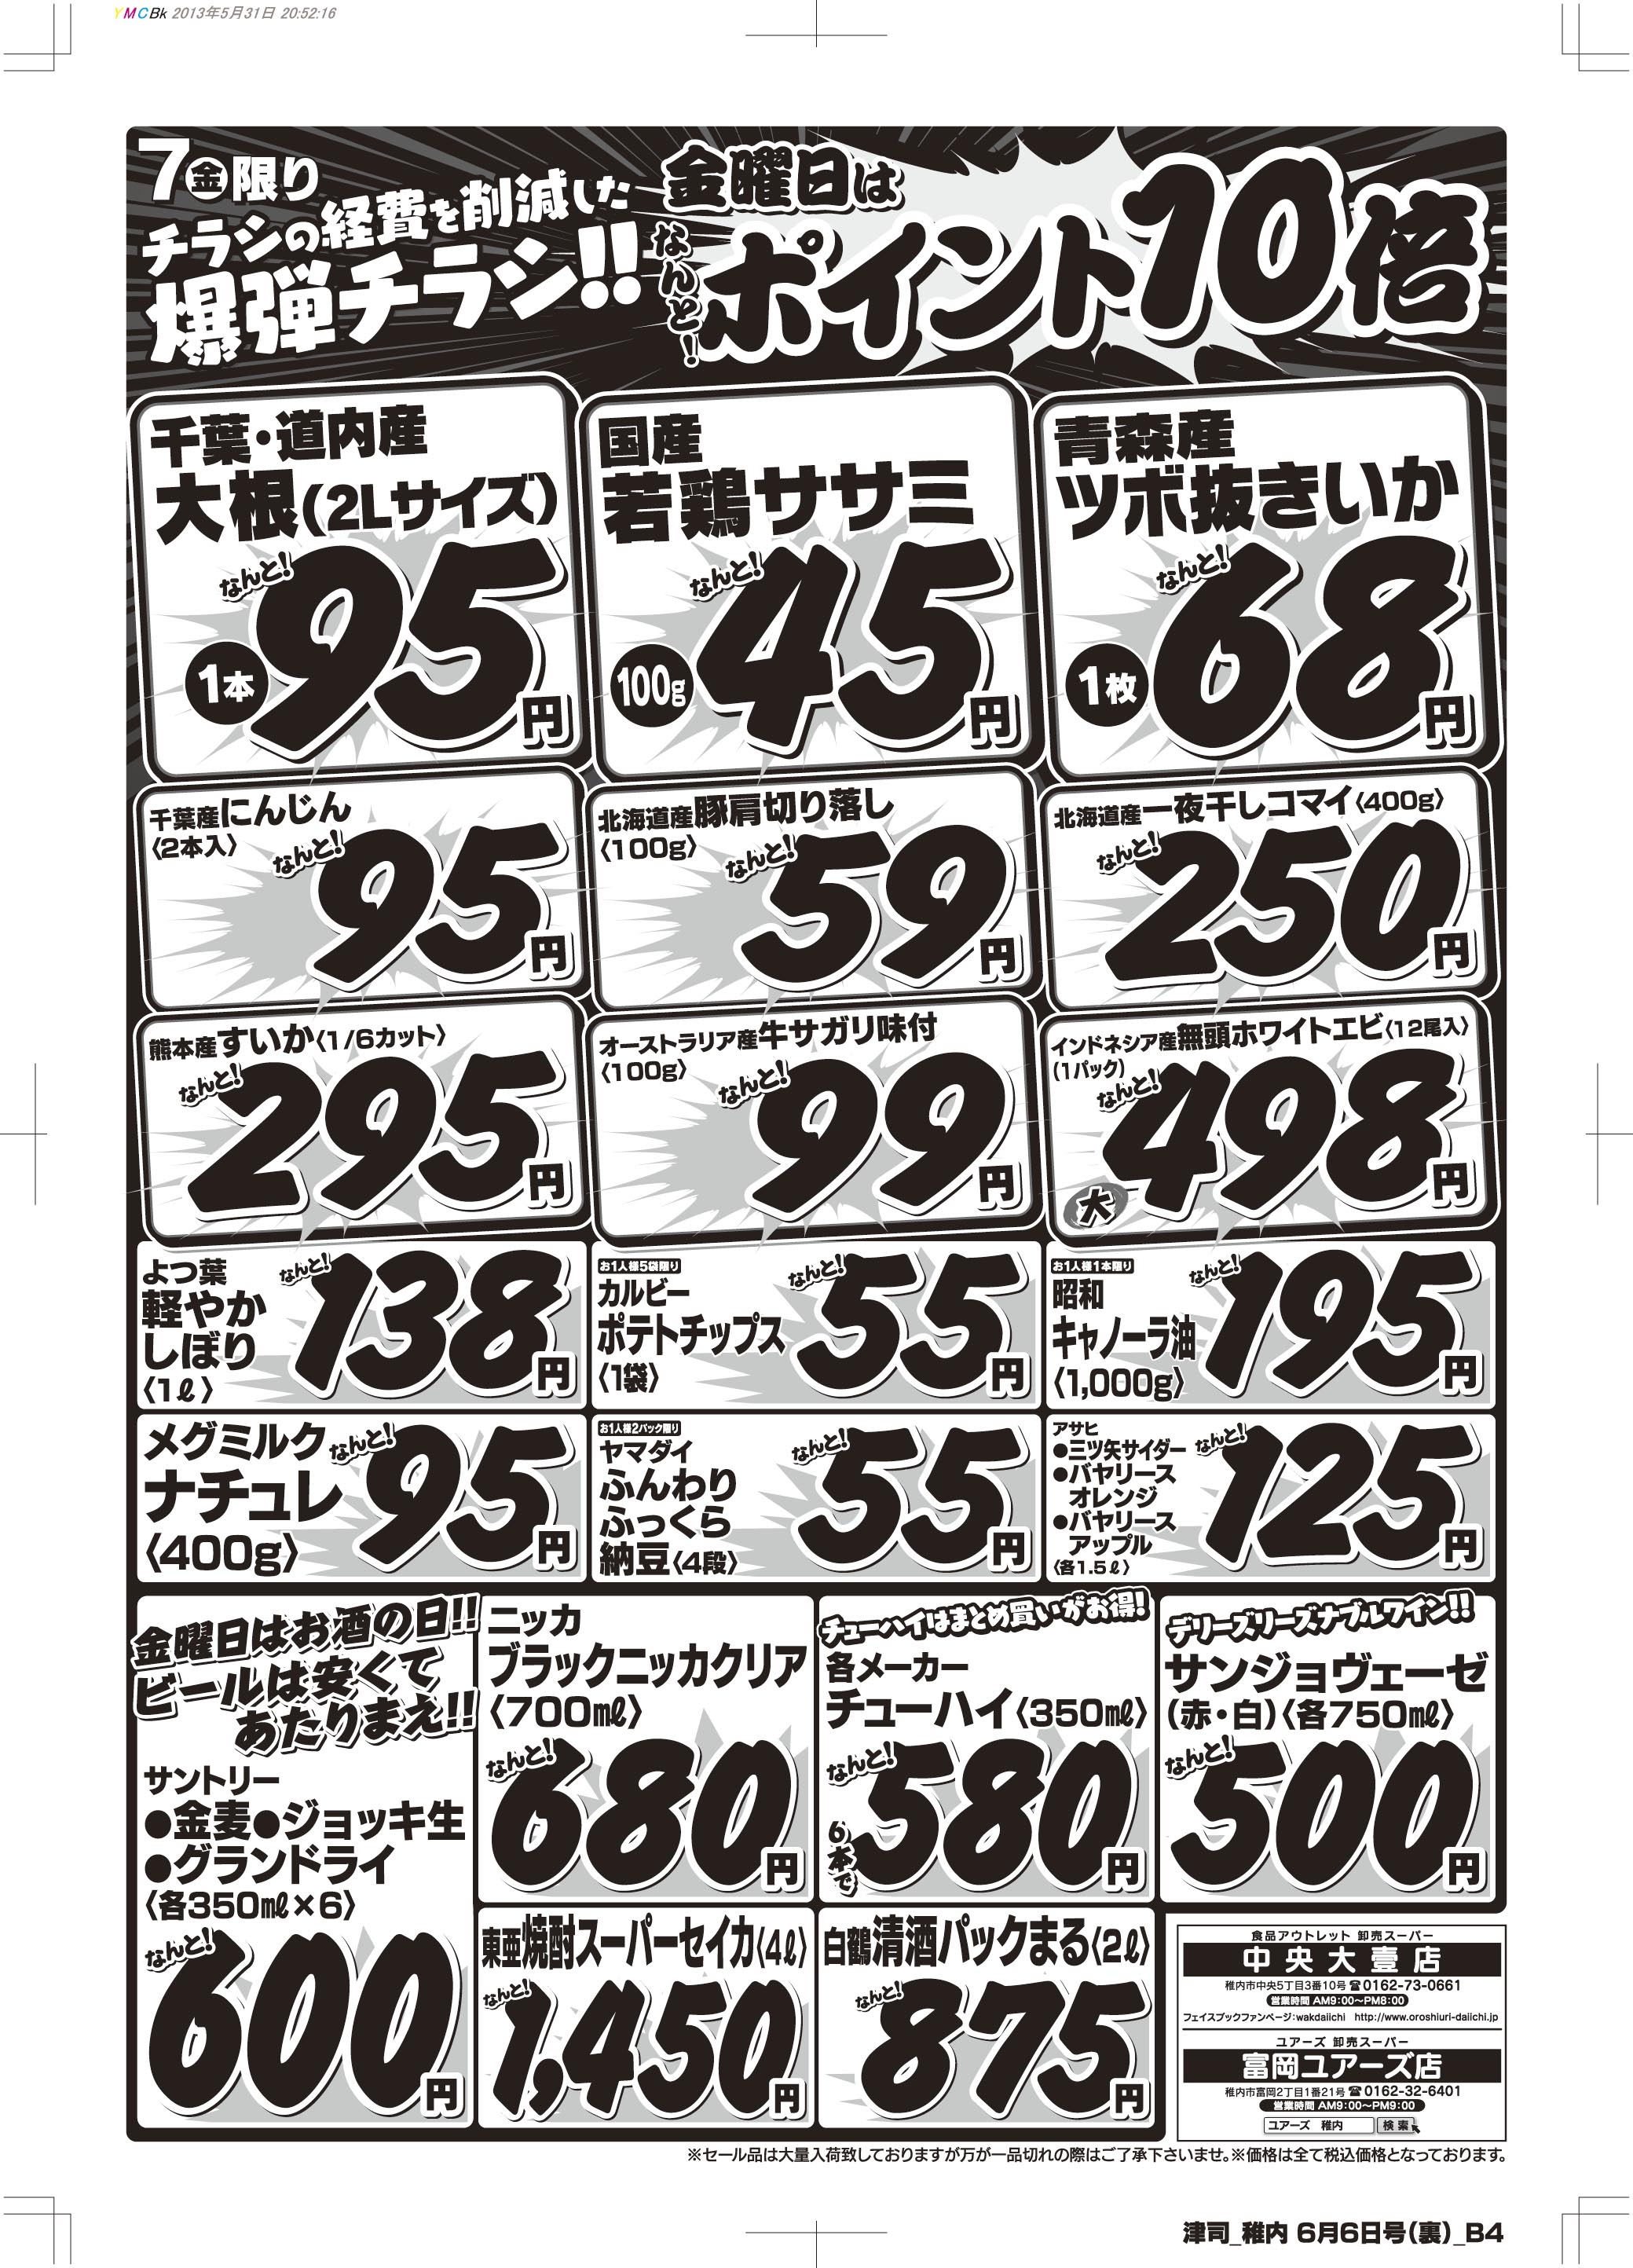 YMCBk 2013年5月31日 20:52:16
7金限り
チラシの経費を削減した
爆弾チラシ!!
金曜日は
なんと!
ポイント10倍
千葉・道内産
大根(2Lサイズ)
なんと!
1本
95円
国産
若鶏ササミ
なんと!
100g
45円
青森産
ツボ抜きいか
なんと!
1枚
68円
千葉産にんじん
〈2本入〉
なんと!
95円
北海道産豚肩切り落し
〈100g〉
なんと!
59円
北海道産一夜干しコマイ〈400g〉
なんと!
250円
熊本産すいか〈1/6カット〉
なんと!
295円
オーストラリア産牛サガリ味付
〈100g〉
なんと!
99円
インドネシア産無頭ホワイトエビ〈12尾入〉
(1パック)
なんと!
大
498円
よつ葉
軽やか
しぼり
〈1ℓ〉
なんと!
138円
お1人様5袋限り
カルビー
ポテトチップス
〈1袋〉
なんと!
55円
お1人様1本限り
昭和
キャノーラ油
〈1,000g〉
なんと!
195円
メグミルク
ナチュレ
〈400g〉
なんと!
95円
お1人様2パック限り
ヤマダイ
ふんわり
ふっくら
納豆〈4段〉
なんと!
55円
アサヒ
●三ツ矢サイダー
●バヤリース
オレンジ
●バヤリース
アップル
〈各1.5ℓ〉
なんと!
125円
金曜日はお酒の日!!
ビールは安くて
あたりまえ!!
サントリー
●金麦●ジョッキ生
●グランドライ
〈各350㎖×6〉
なんと!
600円
ニッカ
ブラックニッカクリア
〈700㎖〉
なんと!
680円
チューハイはまとめ買いがお得!
各メーカー
チューハイ〈350㎖〉
なんと!
6本で
580円
デリーズリーズナブルワイン!!
サンジョヴェーゼ
(赤・白)〈各750㎖〉
なんと!
500円
東亜焼酎スーパーセイカ〈4ℓ〉
なんと!
1,450円
白鶴清酒パックまる〈2ℓ〉
なんと!
875円
食品アウトレット 卸売スーパー
中央大壹店
稚内市中央5丁目3番10号 ☎0162-73-0661
営業時間 AM9:00〜PM8:00
フェイスブックファンページ:wakdaiichi http://www.oroshiuri-daiichi.jp
ユアーズ 卸売スーパー
富岡ユアーズ店
稚内市富岡2丁目1番21号 ☎0162-32-6401
営業時間 AM9:00〜PM9:00
ユアーズ 稚内 検索
※セール品は大量入荷致しておりますが万が一品切れの際はご了承下さいませ。※価格は全て税込価格となっております。
津司_稚内 6月6日号(裏)_B4